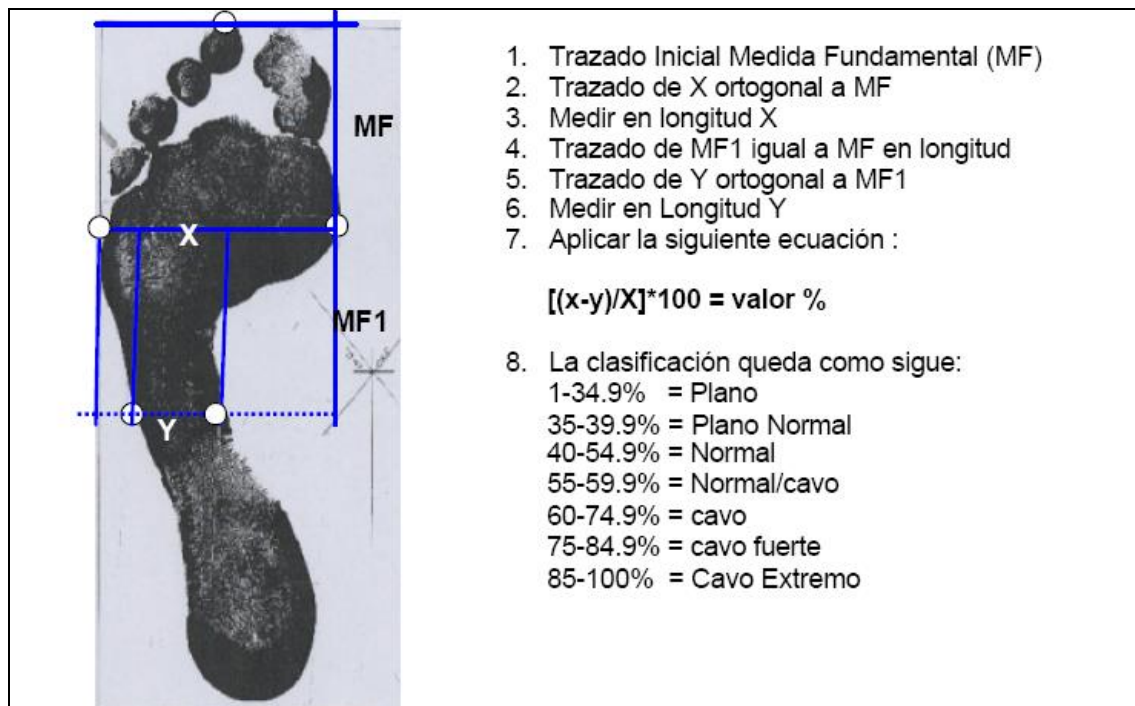 MF
X
MF1
Y
1. Trazado Inicial Medida Fundamental (MF)
2. Trazado de X ortogonal a MF
3. Medir en longitud X
4. Trazado de MF1 igual a MF en longitud
5. Trazado de Y ortogonal a MF1
6. Medir en Longitud Y
7. Aplicar la siguiente ecuación :
[(x-y)/X]*100 = valor %
8. La clasificación queda como sigue:
1-34.9% = Plano
35-39.9% = Plano Normal
40-54.9% = Normal
55-59.9% = Normal/cavo
60-74.9% = cavo
75-84.9% = cavo fuerte
85-100% = Cavo Extremo